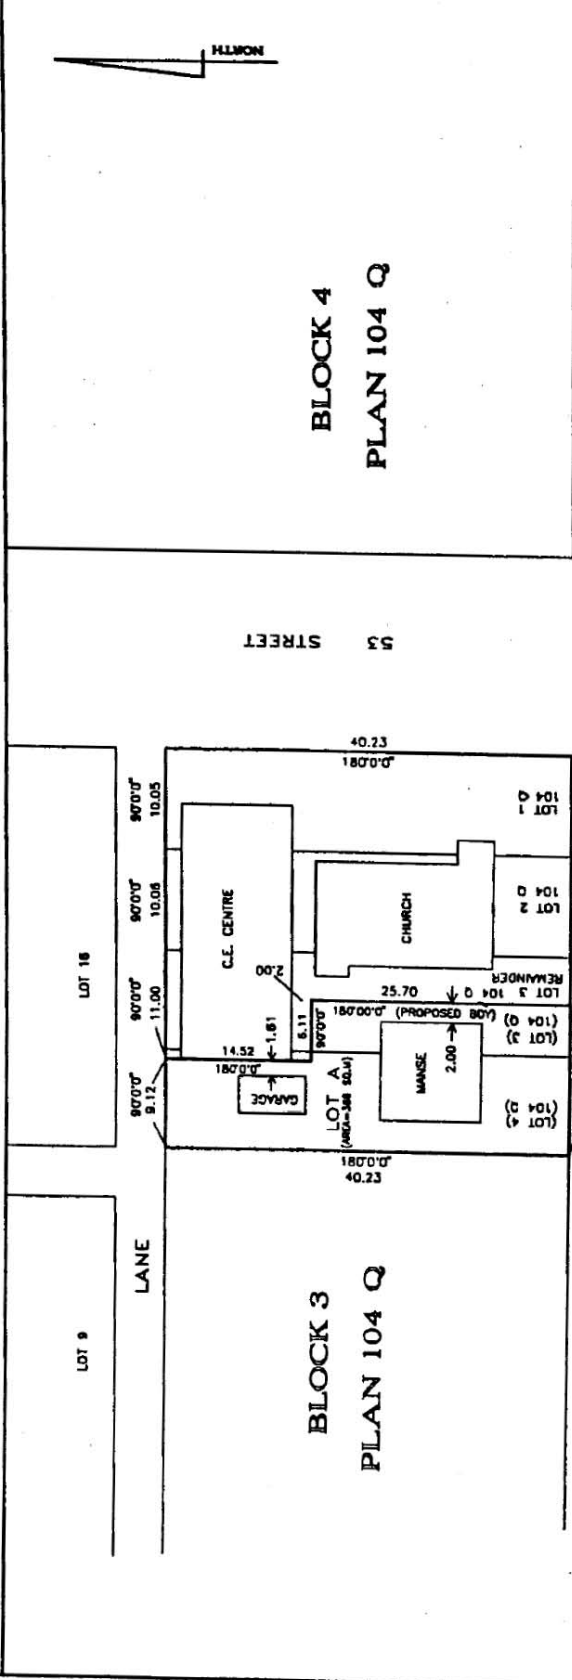 NORTH
BLOCK 4
PLAN 104 Q
53 STREET
40.23
180'0'0"
90'0'0"
10.05
90'0'0"
10.06
90'0'0"
11.00
90'0'0"
9.12
LOT 1
104 Q
LOT 2
104 Q
LOT 3 104 Q
REMAINDER
(LOT 3)
(104 Q)
(LOT 4)
(104 Q)
LOT 16
C.E. CENTRE
CHURCH
2.00
25.70
180'00'0" (PROPOSED BDY)
6.11
90'0'0"
14.52
180'0'0"
1.61
GARAGE
LOT A
(AREA=388 SQ.M)
MANSE
2.00
180'0'0"
40.23
LANE
LOT 9
BLOCK 3
PLAN 104 Q